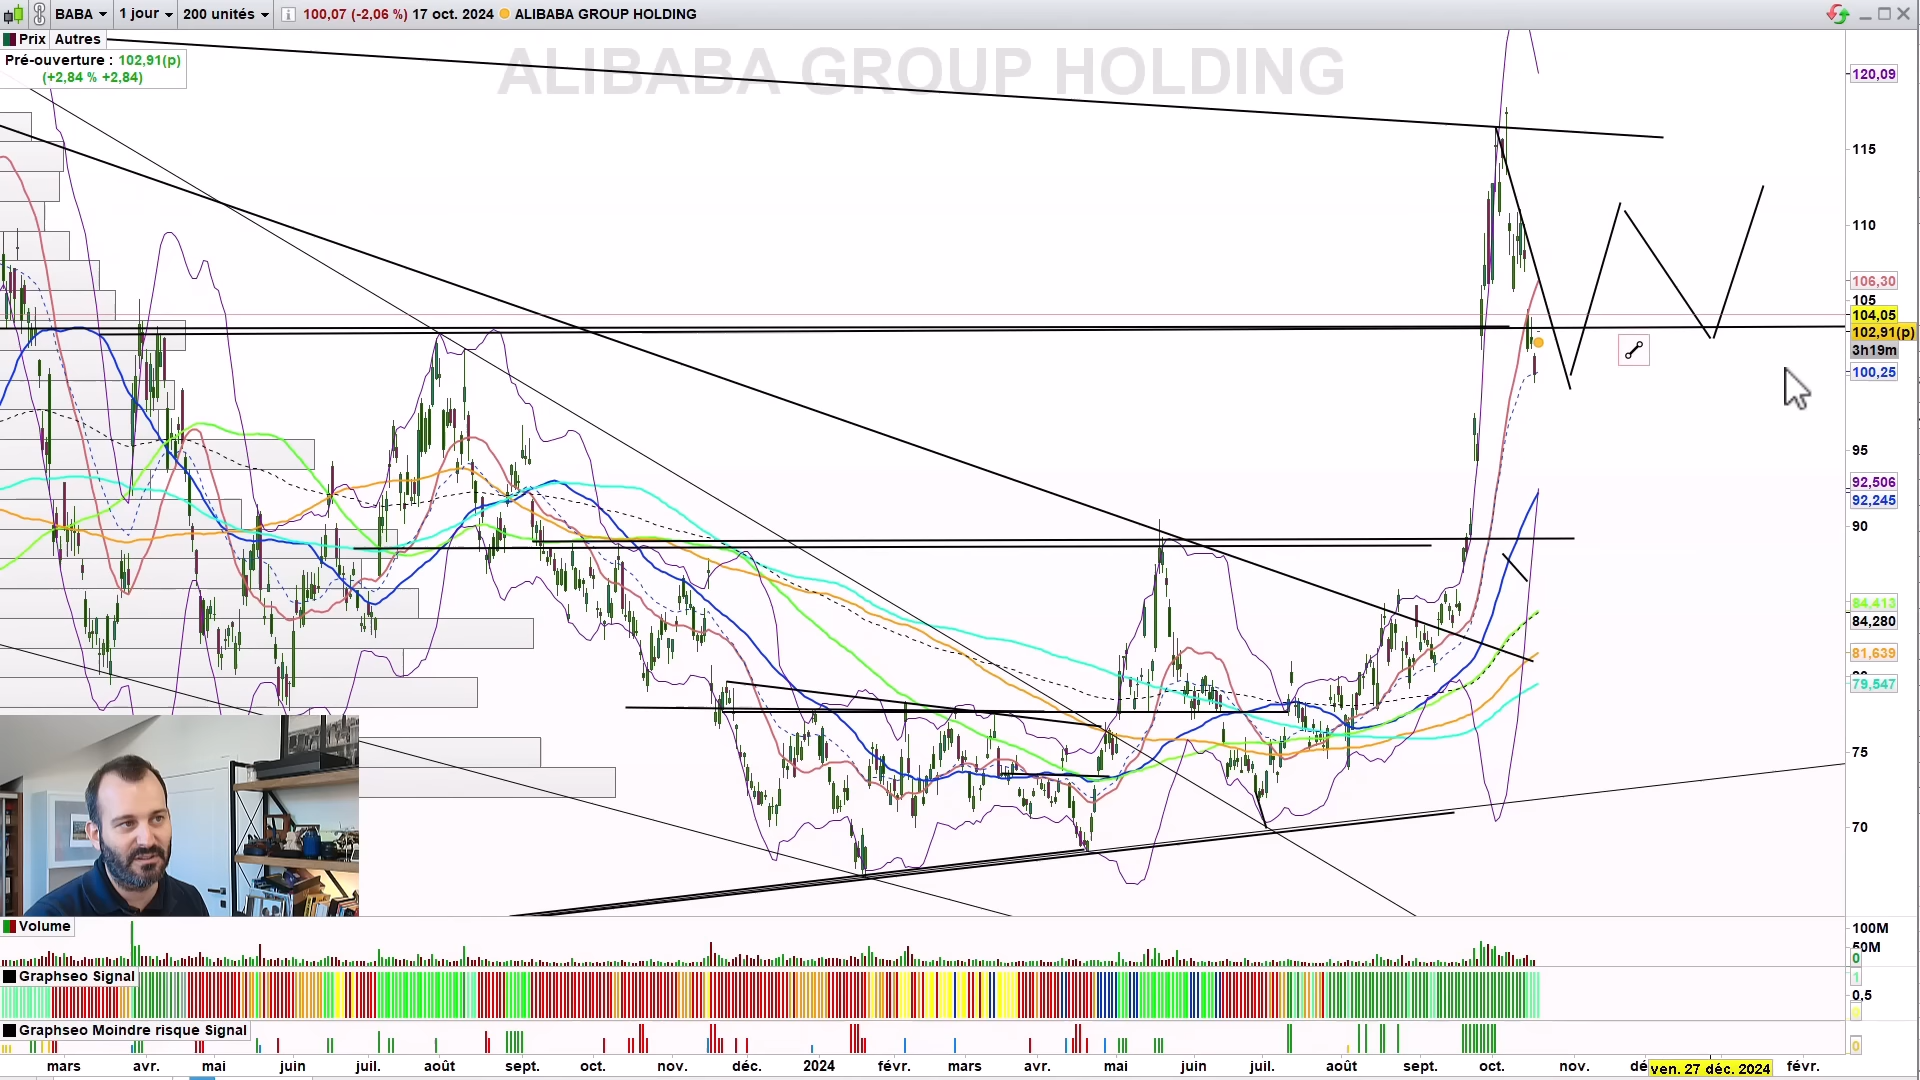 BABA 1 jour 200 unités 100,07 (-2,06 %) 17 oct. 2024 ALIBABA GROUP HOLDING
Prix Autres
Pré-ouverture : 102,91(p)
(+2,84 % +2,84)
ALIBABA GROUP HOLDING
120,09
115
110
106,30
105
104,05
102,91(p)
3h19m
100,25
95
92,506
92,245
90
84,413
84,280
81,639
79,547
75
70
Volume
100M
50M
0
Graphseo Signal
1
0,5
Graphseo Moindre risque Signal
0
mars avr. mai juin juil. août sept. oct. nov. déc. 2024 févr. mars avr. mai juin juil. août sept. oct. nov. dé ven. 27 déc. 2024 févr.